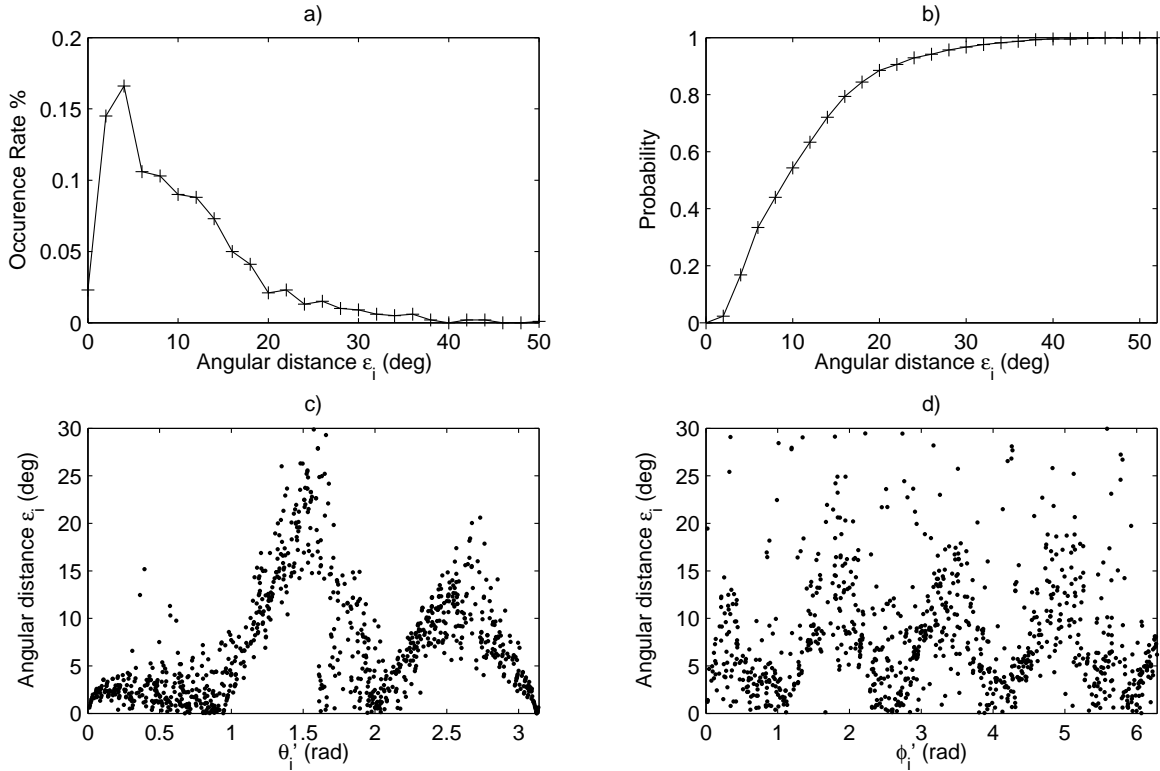 a)
0.2
0.15
0.1
0.05
0
Occurence Rate %
0 10 20 30 40 50
Angular distance ε_i (deg)
b)
1
0.8
0.6
0.4
0.2
0
Probability
0 10 20 30 40 50
Angular distance ε_i (deg)
c)
30
25
20
15
10
5
0
Angular distance ε_i (deg)
0 0.5 1 1.5 2 2.5 3
θ_i' (rad)
d)
30
25
20
15
10
5
0
Angular distance ε_i (deg)
0 1 2 3 4 5 6
ϕ_i' (rad)